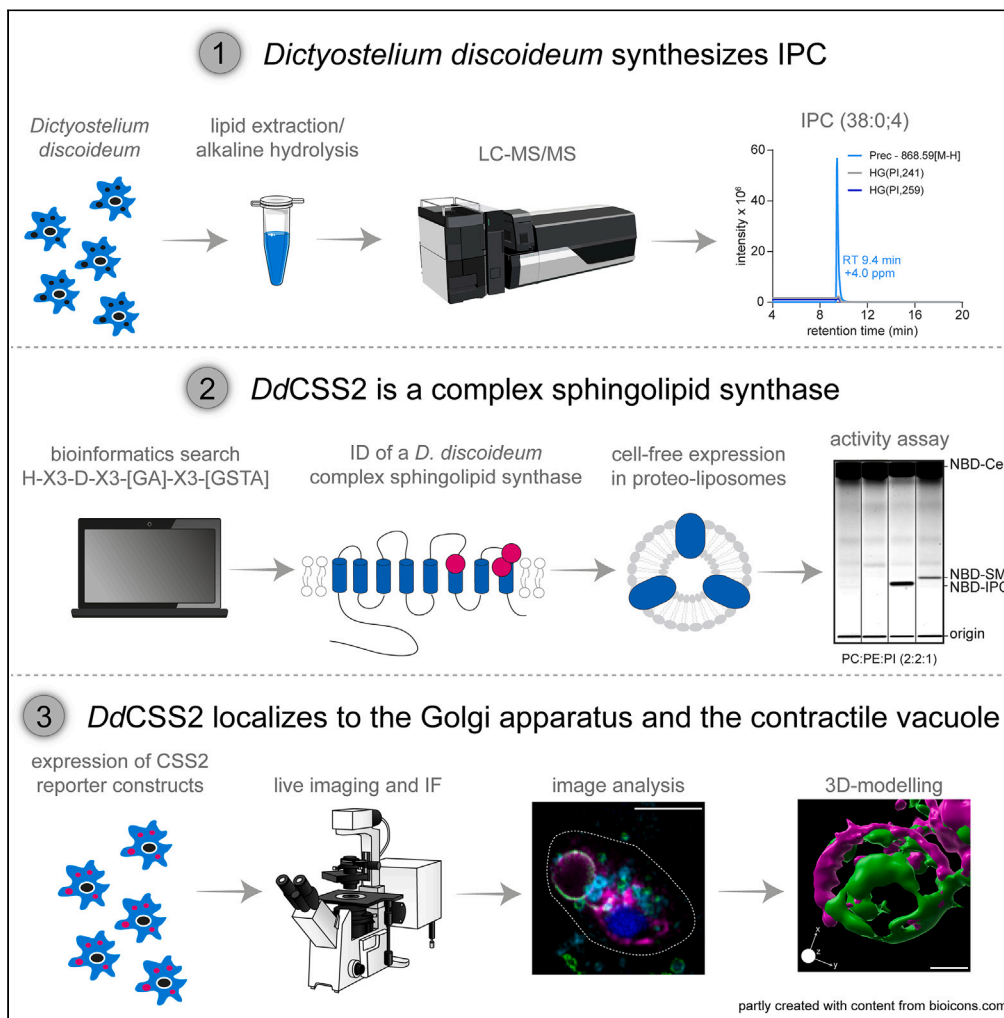 1 Dictyostelium discoideum synthesizes IPC
Dictyostelium
discoideum
lipid extraction/
alkaline hydrolysis
LC-MS/MS
IPC (38:0;4)
intensity x 10⁶
60
40
20
0
Prec - 868.59[M-H]
HG(PI,241)
HG(PI,259)
RT 9.4 min
+4.0 ppm
4 8 12 16 20
retention time (min)
2 DdCSS2 is a complex sphingolipid synthase
bioinformatics search
H-X3-D-X3-[GA]-X3-[GSTA]
ID of a D. discoideum
complex sphingolipid synthase
cell-free expression
in proteo-liposomes
activity assay
NBD-Ce
NBD-SM
NBD-IPC
origin
PC:PE:PI (2:2:1)
3 DdCSS2 localizes to the Golgi apparatus and the contractile vacuole
expression of CSS2
reporter constructs
live imaging and IF
image analysis
3D-modelling
x
z
y
partly created with content from bioicons.com